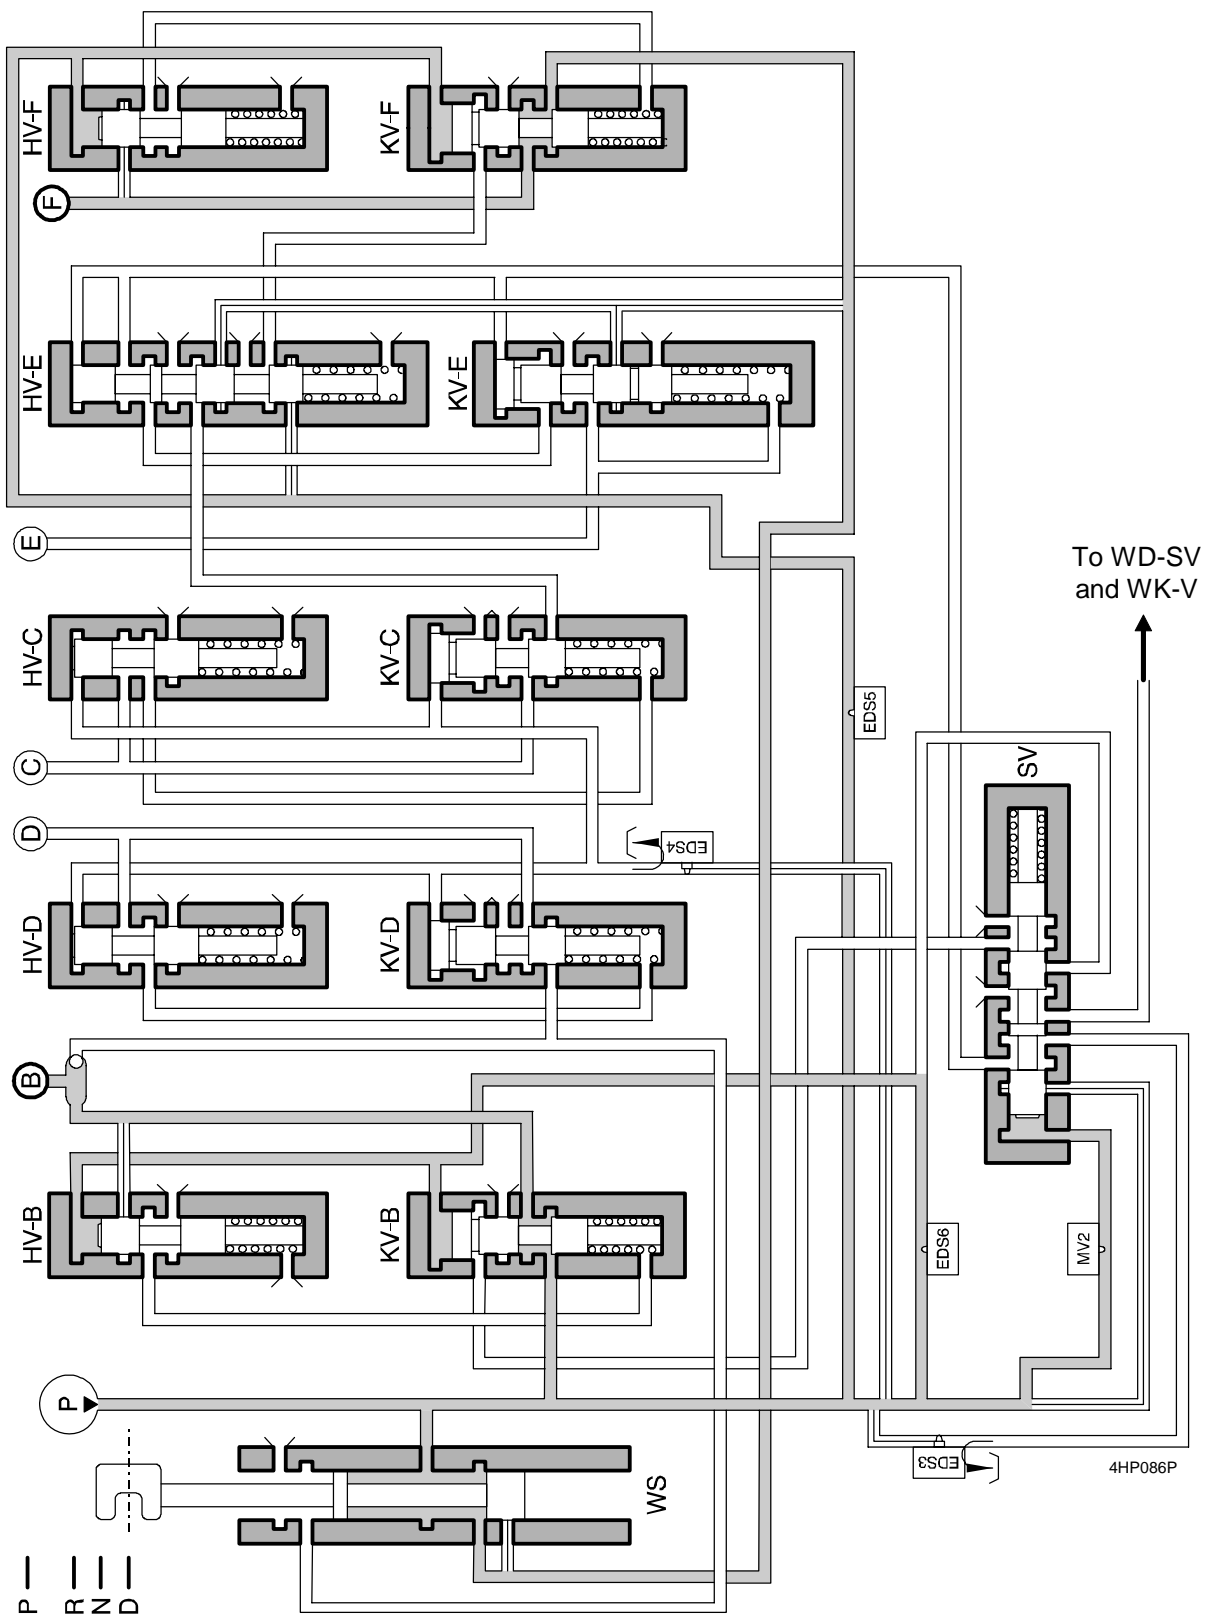 HV-F
KV-F
F
HV-E
KV-E
E
To WD-SV
and WK-V
HV-C
KV-C
EDS5
C
SV
D
EDS4
HV-D
KV-D
B
HV-B
KV-B
EDS6
MV2
P
EDS3
4HP086P
WS
P
R
N
D